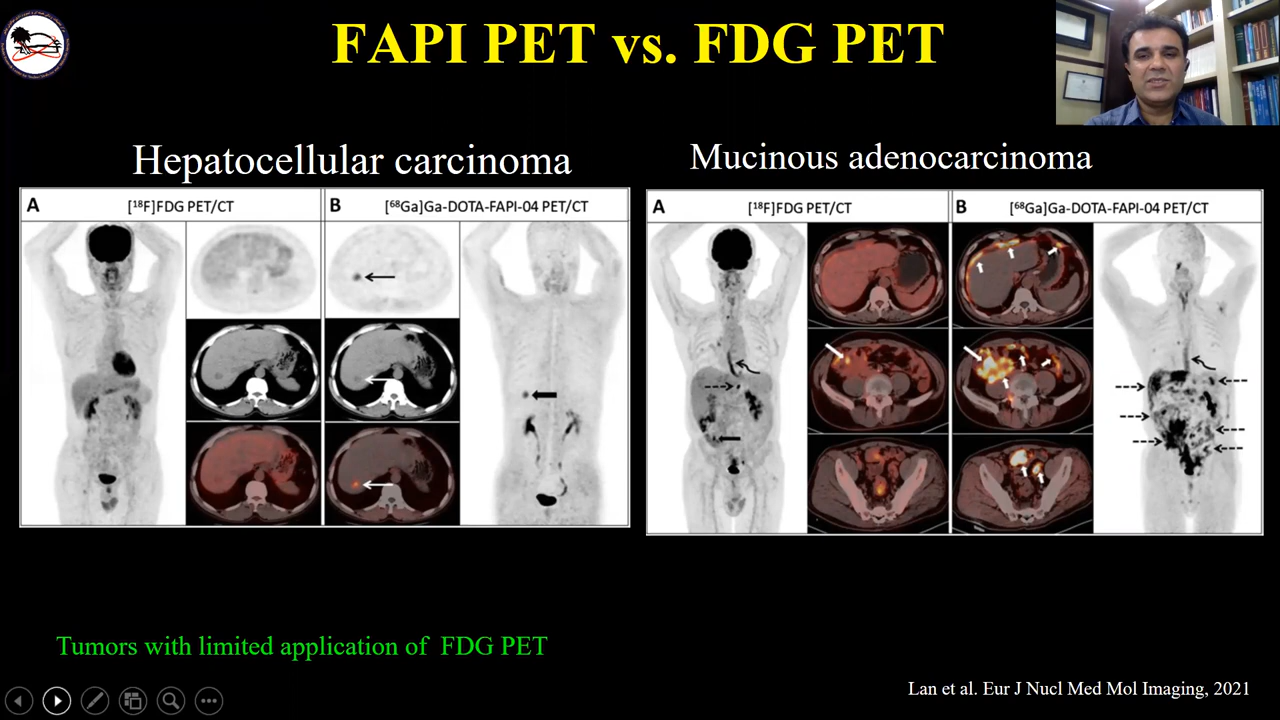 FAPI PET vs. FDG PET
Hepatocellular carcinoma
A
[¹⁸F]FDG PET/CT
B
[⁶⁸Ga]Ga-DOTA-FAPI-04 PET/CT
Mucinous adenocarcinoma
A
[¹⁸F]FDG PET/CT
B
[⁶⁸Ga]Ga-DOTA-FAPI-04 PET/CT
Tumors with limited application of FDG PET
Lan et al. Eur J Nucl Med Mol Imaging, 2021